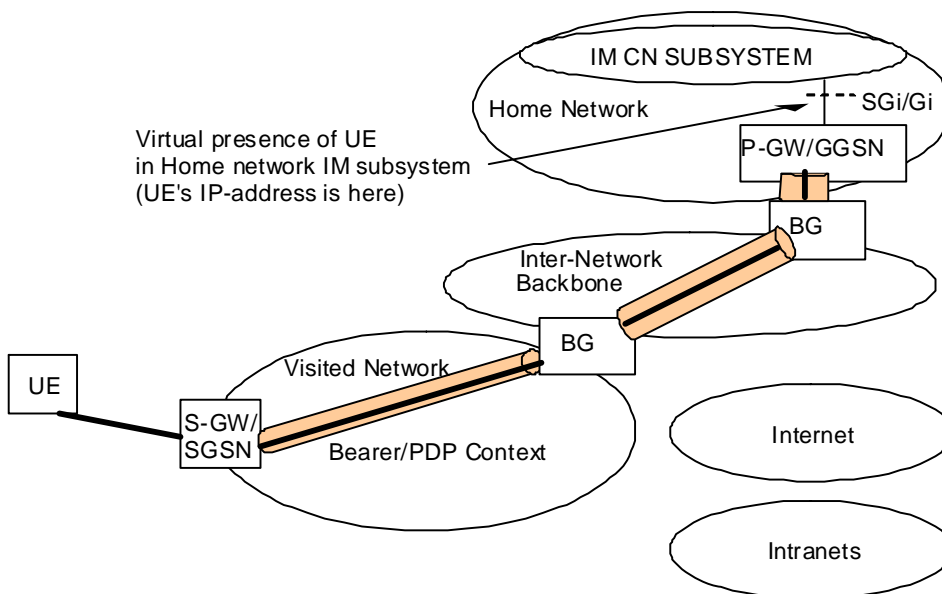 IM CN SUBSYSTEM
Home Network
SGi/Gi
Virtual presence of UE
in Home network IM subsystem
(UE's IP-address is here)
P-GW/GGSN
BG
Inter-Network
Backbone
BG
Visited Network
UE
S-GW/
SGSN
Bearer/PDP Context
Internet
Intranets